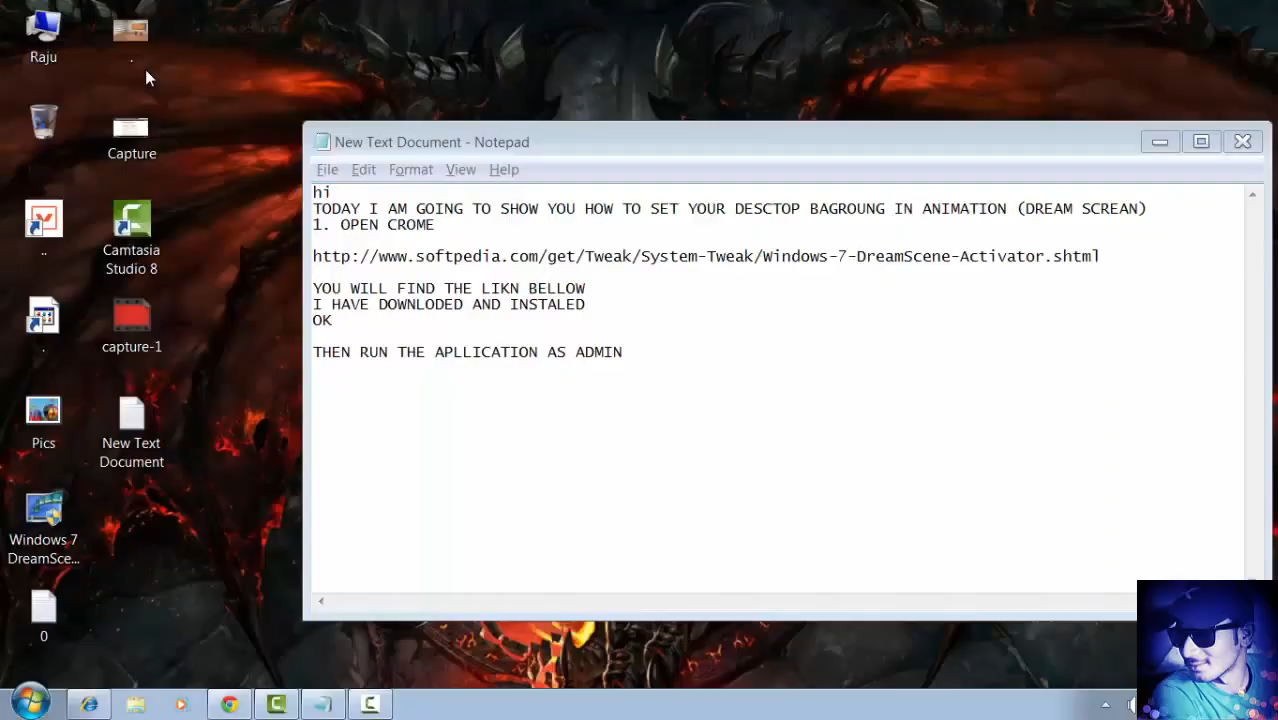 Raju
.
Capture
..
Camtasia
Studio 8
.
capture-1
Pics
New Text
Document
Windows 7
DreamSce...
0
New Text Document - Notepad
File Edit Format View Help
hi
TODAY I AM GOING TO SHOW YOU HOW TO SET YOUR DESCTOP BAGROUNG IN ANIMATION (DREAM SCREAN)
1. OPEN CROME
http://www.softpedia.com/get/Tweak/System-Tweak/Windows-7-DreamScene-Activator.shtml
YOU WILL FIND THE LIKN BELLOW
I HAVE DOWNLODED AND INSTALED
OK
THEN RUN THE APLLICATION AS ADMIN